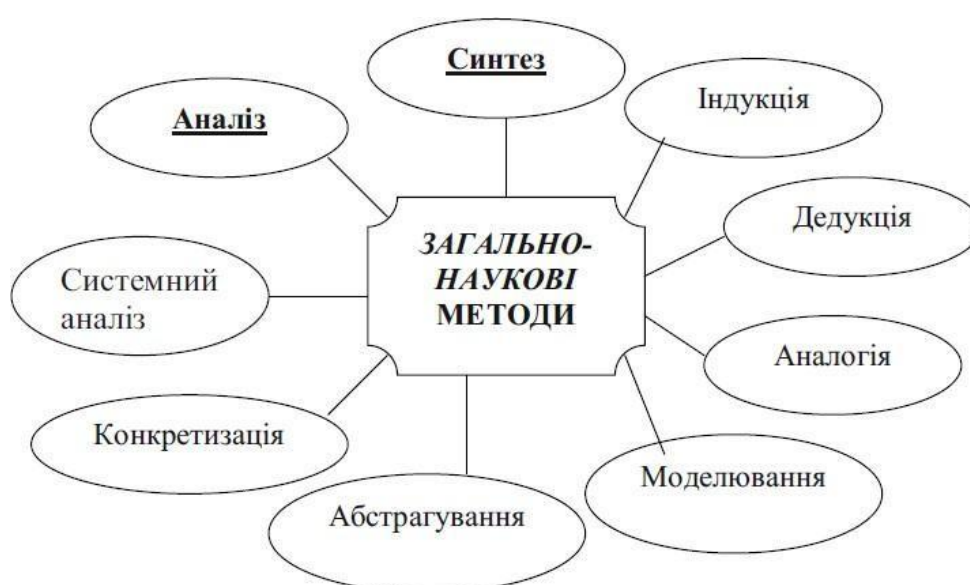 Синтез
Індукція
Аналіз
Дедукція
ЗАГАЛЬНО-
НАУКОВІ
МЕТОДИ
Системний
аналіз
Аналогія
Конкретизація
Моделювання
Абстрагування